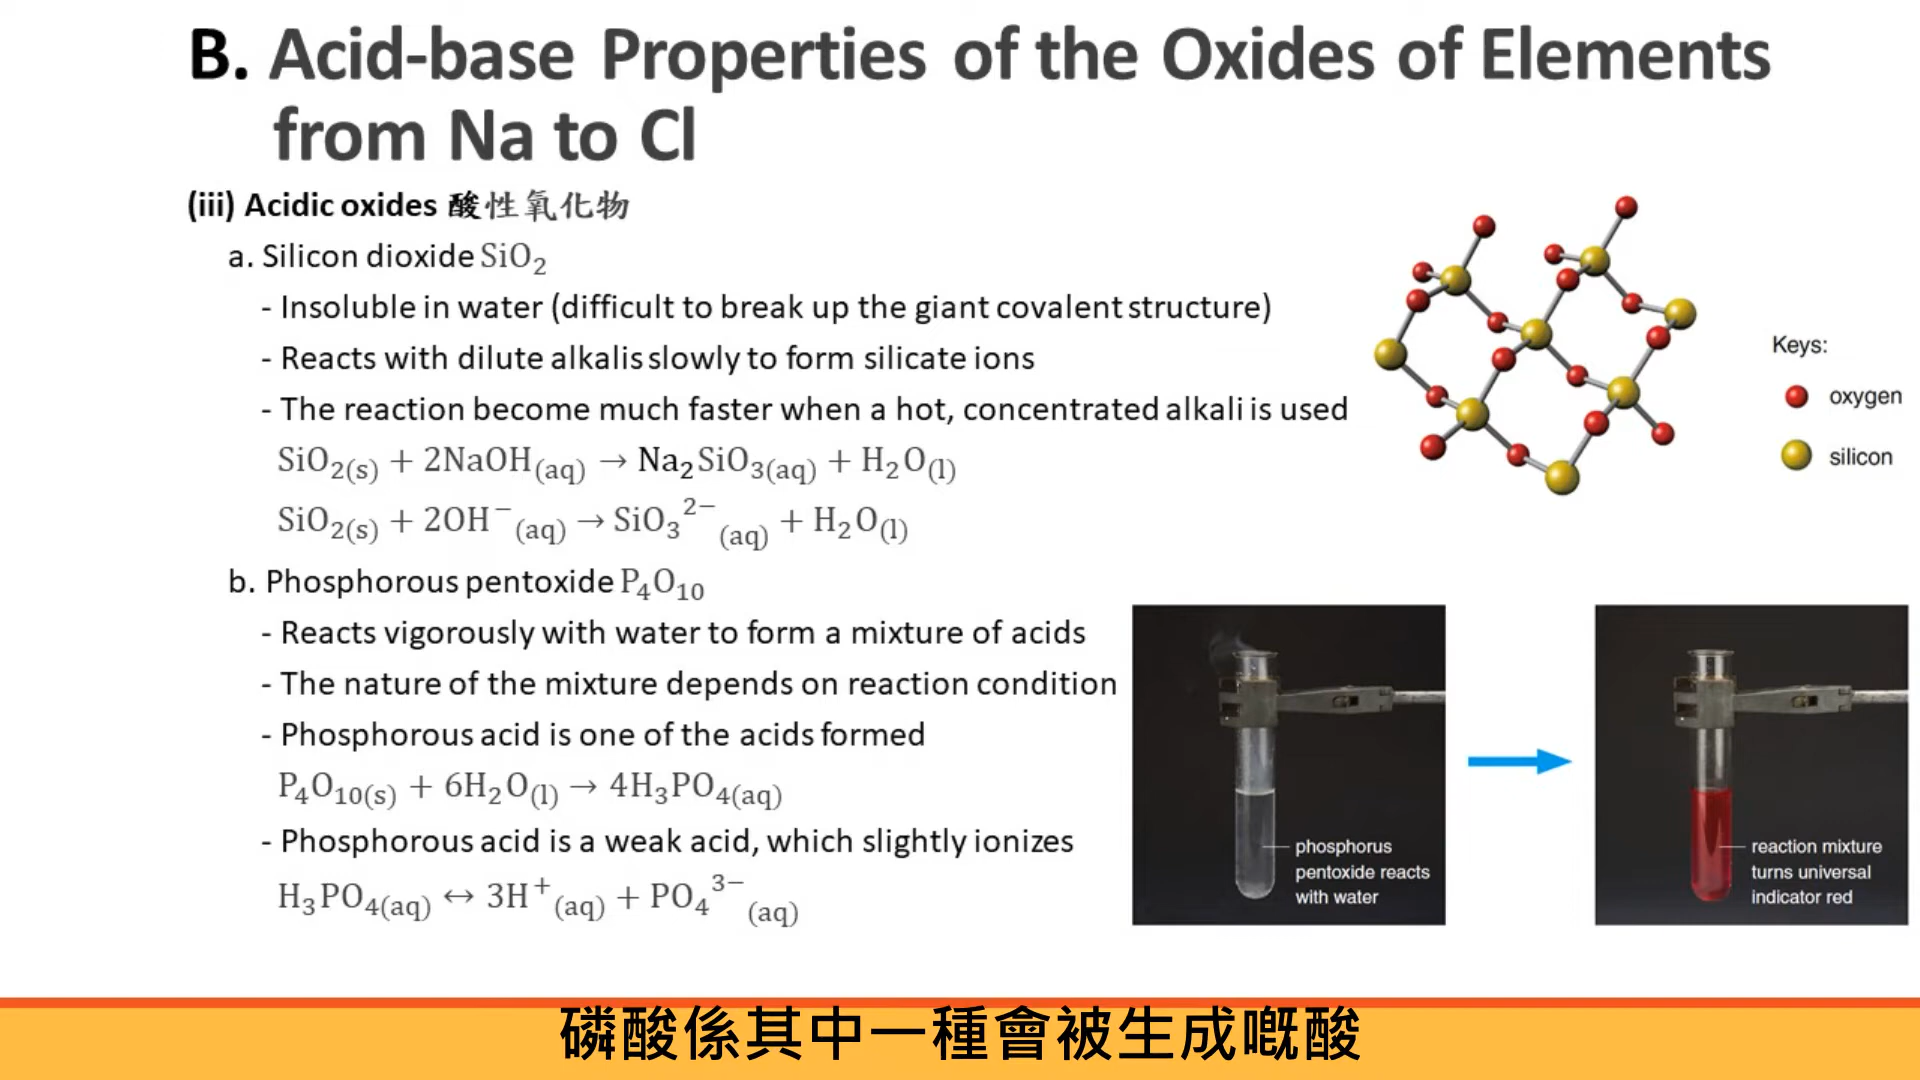 B. Acid-base Properties of the Oxides of Elements
from Na to Cl
(iii) Acidic oxides 酸性氧化物
a. Silicon dioxide SiO₂
- Insoluble in water (difficult to break up the giant covalent structure)
- Reacts with dilute alkalis slowly to form silicate ions
- The reaction become much faster when a hot, concentrated alkali is used
SiO₂(s) + 2NaOH(aq) → Na₂SiO₃(aq) + H₂O(l)
SiO₂(s) + 2OH⁻(aq) → SiO₃²⁻(aq) + H₂O(l)
b. Phosphorous pentoxide P₄O₁₀
- Reacts vigorously with water to form a mixture of acids
- The nature of the mixture depends on reaction condition
- Phosphorous acid is one of the acids formed
P₄O₁₀(s) + 6H₂O(l) → 4H₃PO₄(aq)
- Phosphorous acid is a weak acid, which slightly ionizes
H₃PO₄(aq) ↔ 3H⁺(aq) + PO₄³⁻(aq)
Keys:
oxygen
silicon
phosphorus
pentoxide reacts
with water
reaction mixture
turns universal
indicator red
磷酸係其中一種會被生成嘅酸